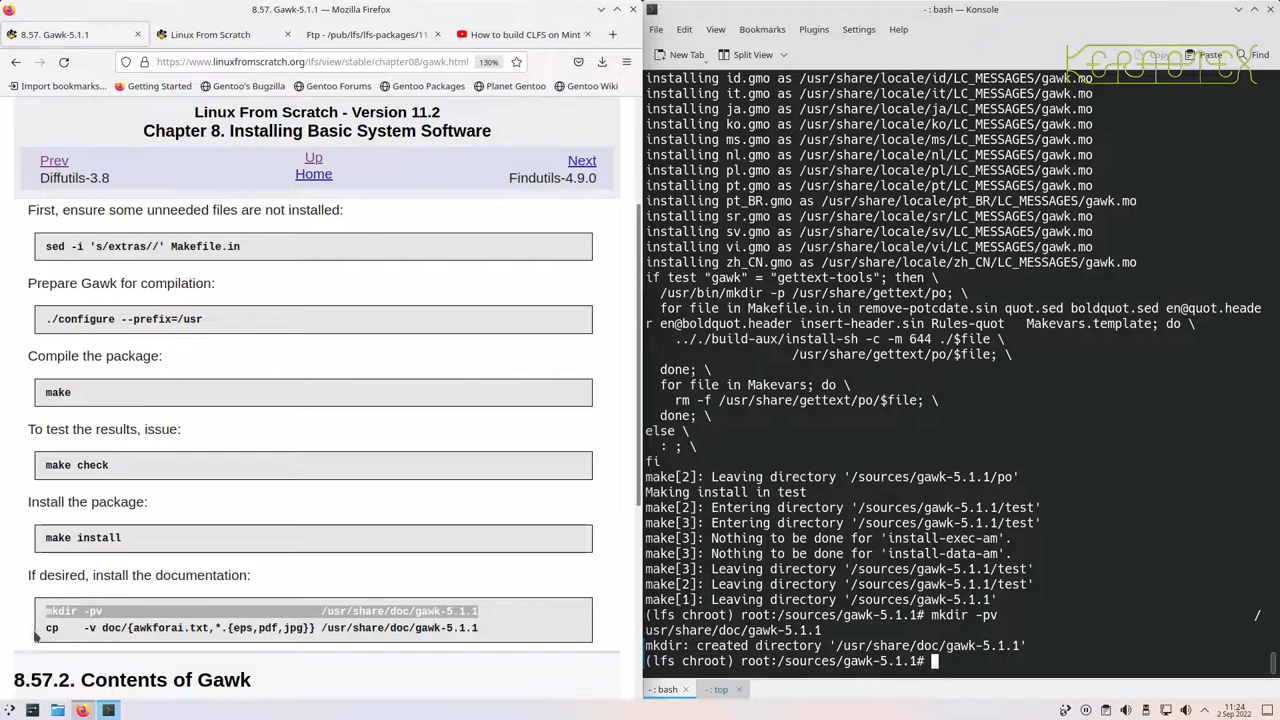 8.57. Gawk-5.1.1 — Mozilla Firefox
8.57. Gawk-5.1.1
Linux From Scratch
Ftp - /pub/lfs/lfs-packages/11
How to build CLFS on Mint
https://www.linuxfromscratch.org/lfs/view/stable/chapter08/gawk.html
80%
Import bookmarks...
Getting Started
Gentoo's Bugzilla
Gentoo Forums
Gentoo Packages
Planet Gentoo
Gentoo Wiki
Linux From Scratch - Version 11.2
Chapter 8. Installing Basic System Software
Prev
Up
Next
Diffutils-3.8
Home
Findutils-4.9.0
First, ensure some unneeded files are not installed:
sed -i 's/extras//' Makefile.in
Prepare Gawk for compilation:
./configure --prefix=/usr
Compile the package:
make
To test the results, issue:
make check
Install the package:
make install
If desired, install the documentation:
mkdir -pv                                   /usr/share/doc/gawk-5.1.1
cp    -v doc/{awkforai.txt,*.{eps,pdf,jpg}} /usr/share/doc/gawk-5.1.1
8.57.2. Contents of Gawk
- : bash — Konsole
File Edit View Bookmarks Plugins Settings Help
New Tab
Split View
Copy
Paste
Find
KERNOTEX
installing id.gmo as /usr/share/locale/id/LC_MESSAGES/gawk.mo
installing it.gmo as /usr/share/locale/it/LC_MESSAGES/gawk.mo
installing ja.gmo as /usr/share/locale/ja/LC_MESSAGES/gawk.mo
installing ko.gmo as /usr/share/locale/ko/LC_MESSAGES/gawk.mo
installing ms.gmo as /usr/share/locale/ms/LC_MESSAGES/gawk.mo
installing nl.gmo as /usr/share/locale/nl/LC_MESSAGES/gawk.mo
installing pl.gmo as /usr/share/locale/pl/LC_MESSAGES/gawk.mo
installing pt.gmo as /usr/share/locale/pt/LC_MESSAGES/gawk.mo
installing pt_BR.gmo as /usr/share/locale/pt_BR/LC_MESSAGES/gawk.mo
installing sr.gmo as /usr/share/locale/sr/LC_MESSAGES/gawk.mo
installing sv.gmo as /usr/share/locale/sv/LC_MESSAGES/gawk.mo
installing vi.gmo as /usr/share/locale/vi/LC_MESSAGES/gawk.mo
installing zh_CN.gmo as /usr/share/locale/zh_CN/LC_MESSAGES/gawk.mo
if test "gawk" = "gettext-tools"; then \
  /usr/bin/mkdir -p /usr/share/gettext/po; \
  for file in Makefile.in.in remove-potcdate.sin quot.sed boldquot.sed en@quot.heade
r en@boldquot.header insert-header.sin Rules-quot   Makevars.template; do \
    .././build-aux/install-sh -c -m 644 ./$file \
                    /usr/share/gettext/po/$file; \
  done; \
  for file in Makevars; do \
    rm -f /usr/share/gettext/po/$file; \
  done; \
else \
  : ; \
fi
make[2]: Leaving directory '/sources/gawk-5.1.1/po'
Making install in test
make[2]: Entering directory '/sources/gawk-5.1.1/test'
make[3]: Entering directory '/sources/gawk-5.1.1/test'
make[3]: Nothing to be done for 'install-exec-am'.
make[3]: Nothing to be done for 'install-data-am'.
make[3]: Leaving directory '/sources/gawk-5.1.1/test'
make[2]: Leaving directory '/sources/gawk-5.1.1/test'
make[1]: Leaving directory '/sources/gawk-5.1.1'
(lfs chroot) root:/sources/gawk-5.1.1# mkdir -pv                                   /
usr/share/doc/gawk-5.1.1
mkdir: created directory '/usr/share/doc/gawk-5.1.1'
(lfs chroot) root:/sources/gawk-5.1.1#
- : bash
- : top
11:24
2 Sep 2022